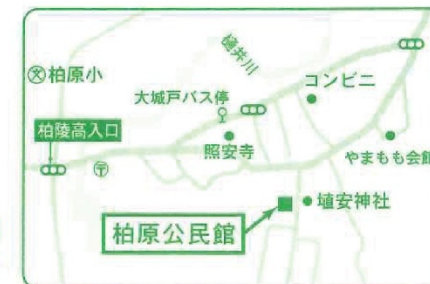 樋井川
㊛柏原小
コンビニ
大城戸バス停
柏陵高入口
〒
照安寺
やまもも会館
埴安神社
柏原公民館